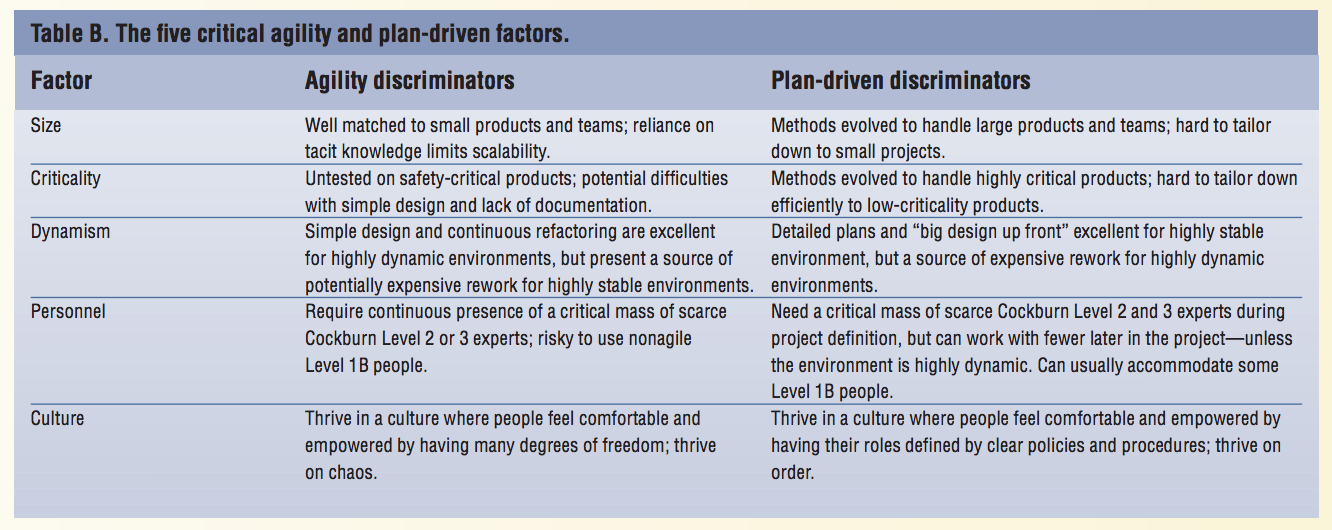 Table B. The five critical agility and plan-driven factors.
Factor Agility discriminators Plan-driven discriminators
Size
Well matched to small products and teams; reliance on
tacit knowledge limits scalability.
Methods evolved to handle large products and teams; hard to tailor
down to small projects.
Criticality
Untested on safety-critical products; potential difficulties
with simple design and lack of documentation.
Methods evolved to handle highly critical products; hard to tailor down
efficiently to low-criticality products.
Dynamism
Simple design and continuous refactoring are excellent
for highly dynamic environments, but present a source of
potentially expensive rework for highly stable environments.
Detailed plans and “big design up front” excellent for highly stable
environment, but a source of expensive rework for highly dynamic
environments.
Personnel
Require continuous presence of a critical mass of scarce
Cockburn Level 2 or 3 experts; risky to use nonagile
Level 1B people.
Need a critical mass of scarce Cockburn Level 2 and 3 experts during
project definition, but can work with fewer later in the project—unless
the environment is highly dynamic. Can usually accommodate some
Level 1B people.
Culture
Thrive in a culture where people feel comfortable and
empowered by having many degrees of freedom; thrive
on chaos.
Thrive in a culture where people feel comfortable and empowered by
having their roles defined by clear policies and procedures; thrive on
order.